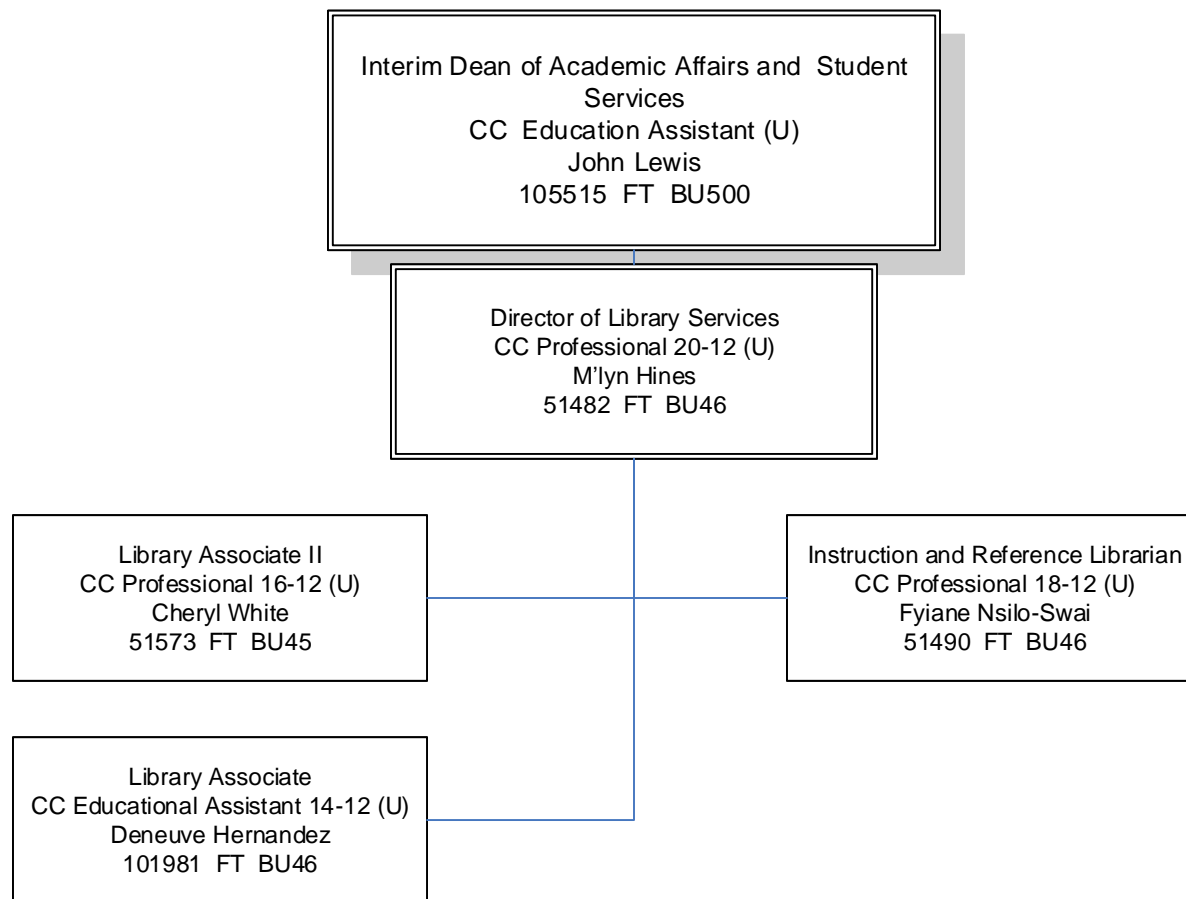 Interim Dean of Academic Affairs and Student
Services
CC Education Assistant (U)
John Lewis
105515 FT BU500
Director of Library Services
CC Professional 20-12 (U)
M'lyn Hines
51482 FT BU46
Library Associate II
CC Professional 16-12 (U)
Cheryl White
51573 FT BU45
Instruction and Reference Librarian
CC Professional 18-12 (U)
Fyiane Nsilo-Swai
51490 FT BU46
Library Associate
CC Educational Assistant 14-12 (U)
Deneuve Hernandez
101981 FT BU46